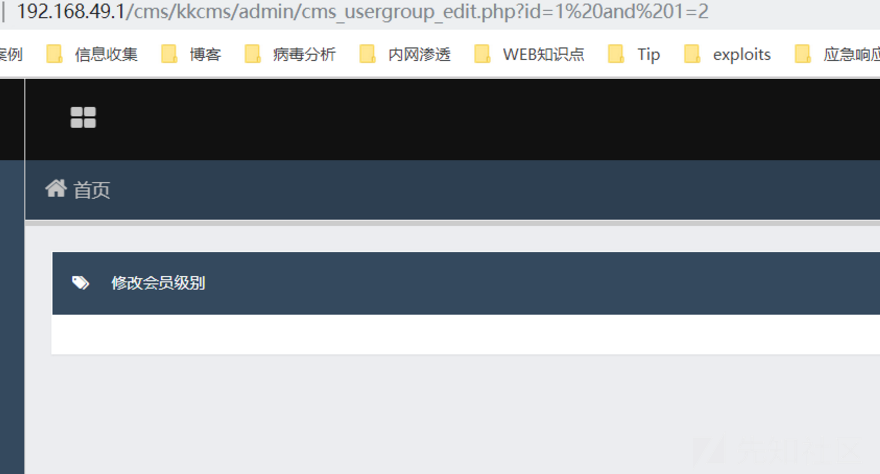 192.168.49.1/cms/kkcms/admin/cms_usergroup_edit.php?id=1%20and%201=2
案例 信息收集 博客 病毒分析 内网渗透 WEB知识点 Tip exploits 应急响应
首页
修改会员级别